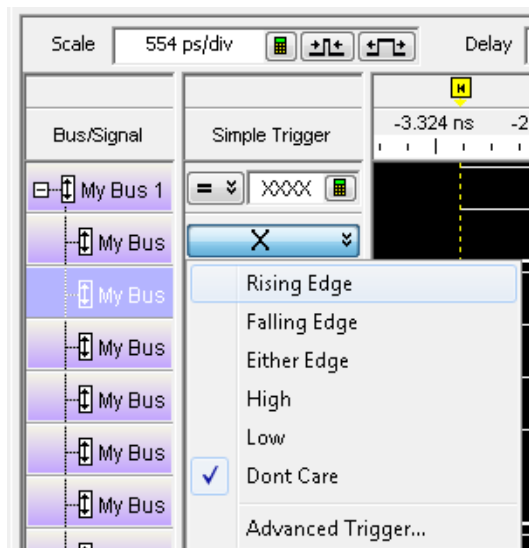 Scale 554 ps/div Delay
Bus/Signal Simple Trigger -3.324 ns -2
My Bus 1 = XXXX
My Bus X
My Bus Rising Edge
Falling Edge
My Bus Either Edge
My Bus High
Low
My Bus Dont Care
My Bus
Advanced Trigger...